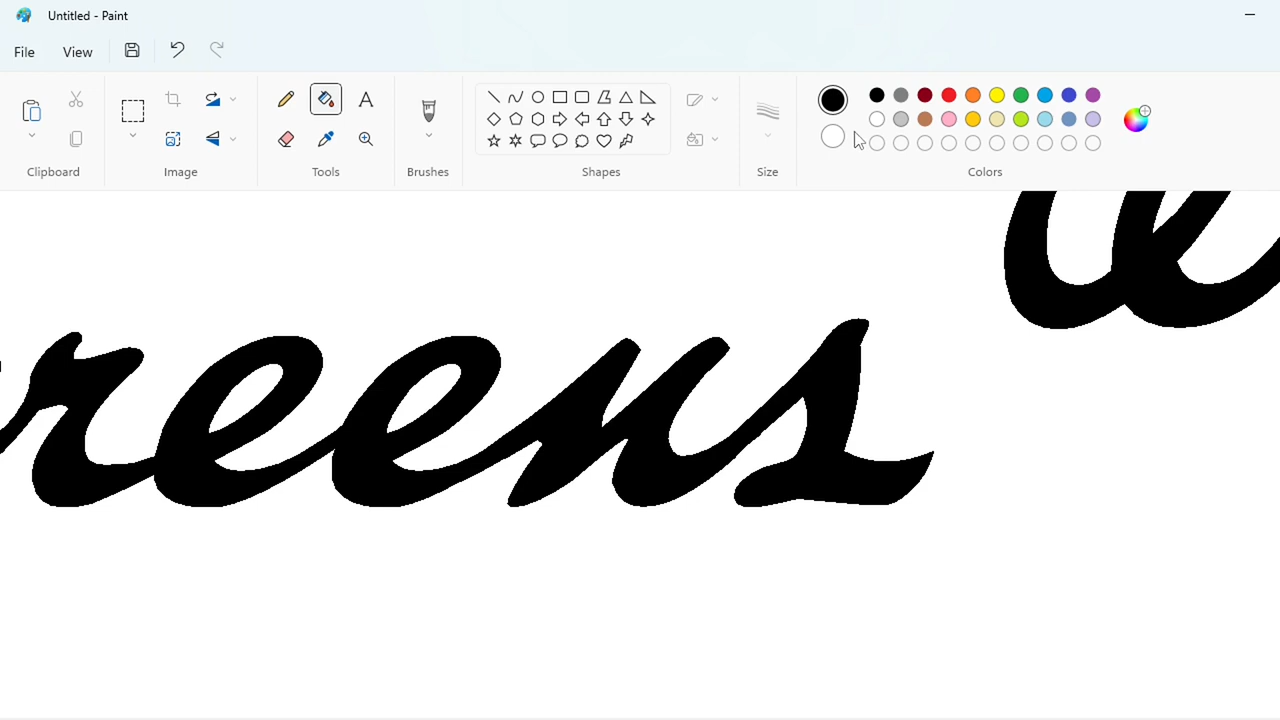 Untitled - Paint
File View
Clipboard Image Tools Brushes Shapes Size Colors
reens